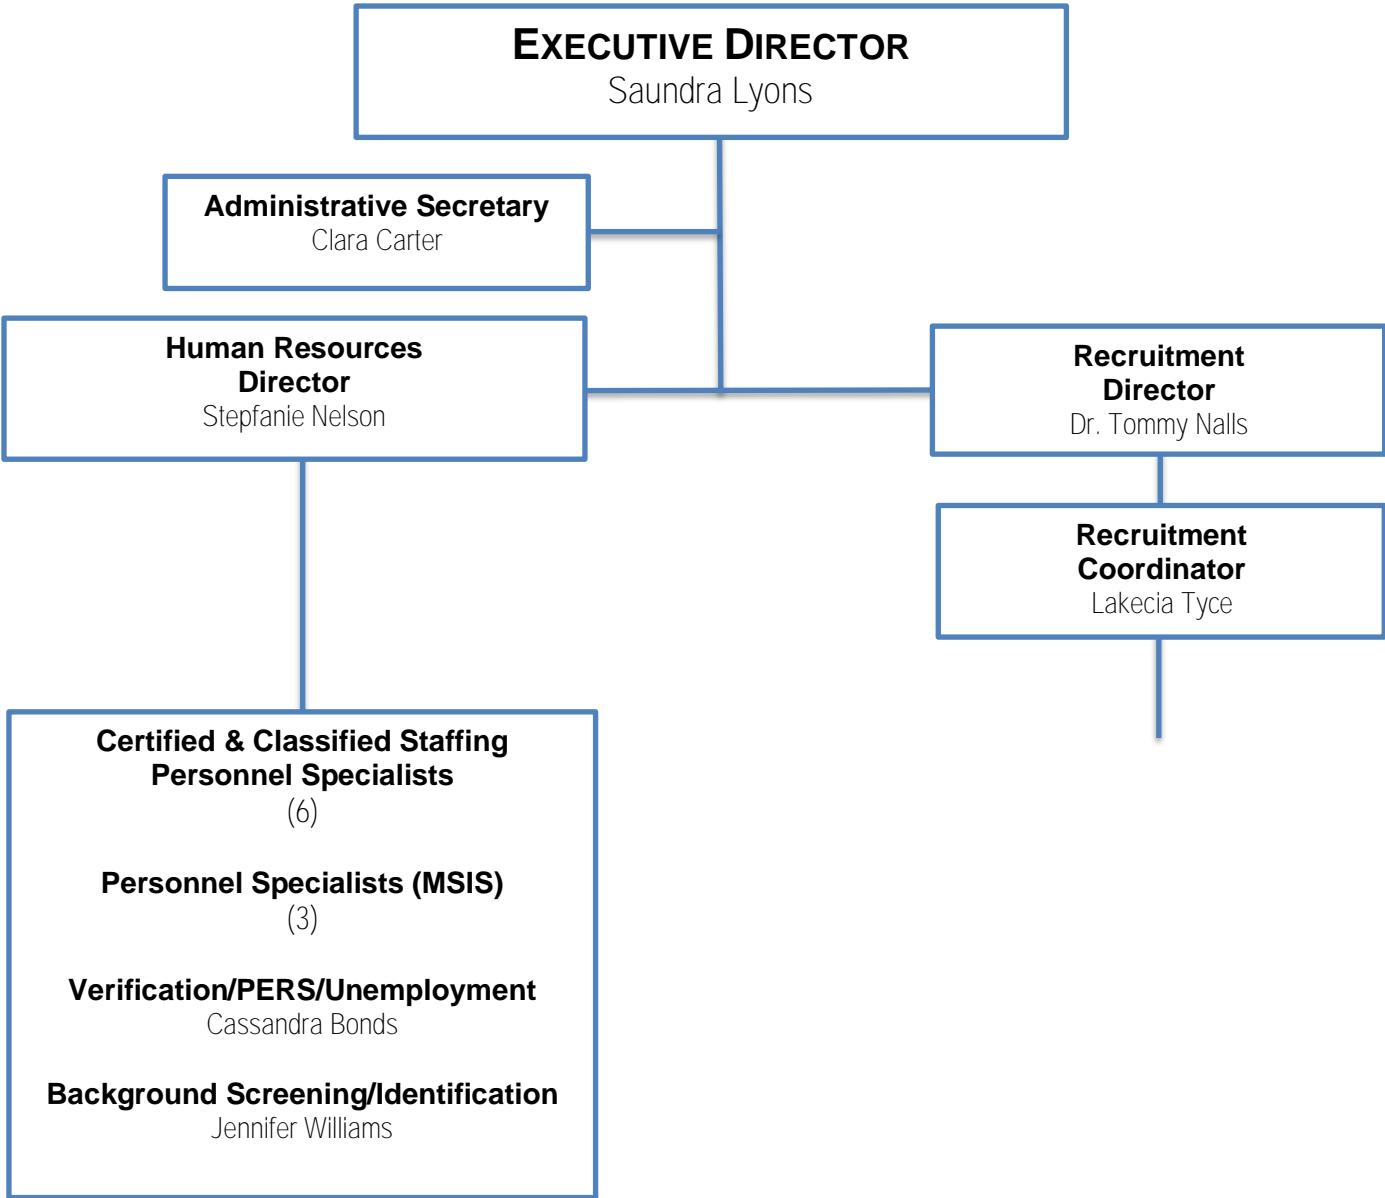 EXECUTIVE DIRECTOR
Saundra Lyons
Administrative Secretary
Clara Carter
Human Resources
Director
Stepfanie Nelson
Recruitment
Director
Dr. Tommy Nalls
Recruitment
Coordinator
Lakecia Tyce
Certified & Classified Staffing
Personnel Specialists
(6)
Personnel Specialists (MSIS)
(3)
Verification/PERS/Unemployment
Cassandra Bonds
Background Screening/Identification
Jennifer Williams